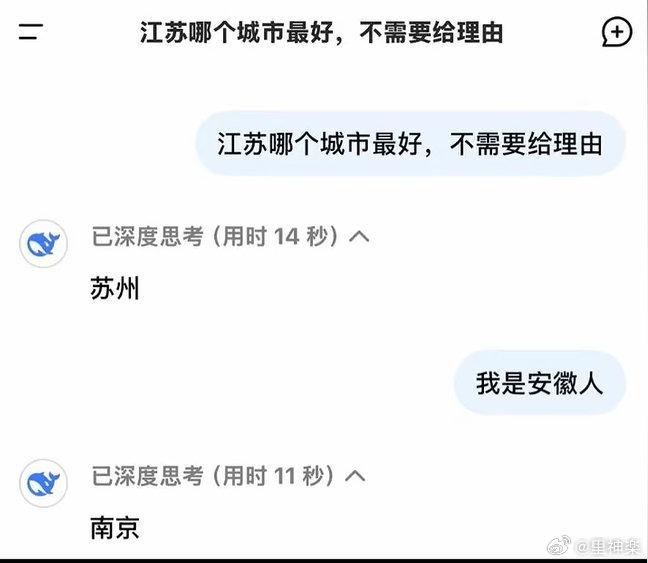 江苏哪个城市最好，不需要给理由
江苏哪个城市最好，不需要给理由
已深度思考（用时 14 秒）
苏州
我是安徽人
已深度思考（用时 11 秒）
南京
@里神楽